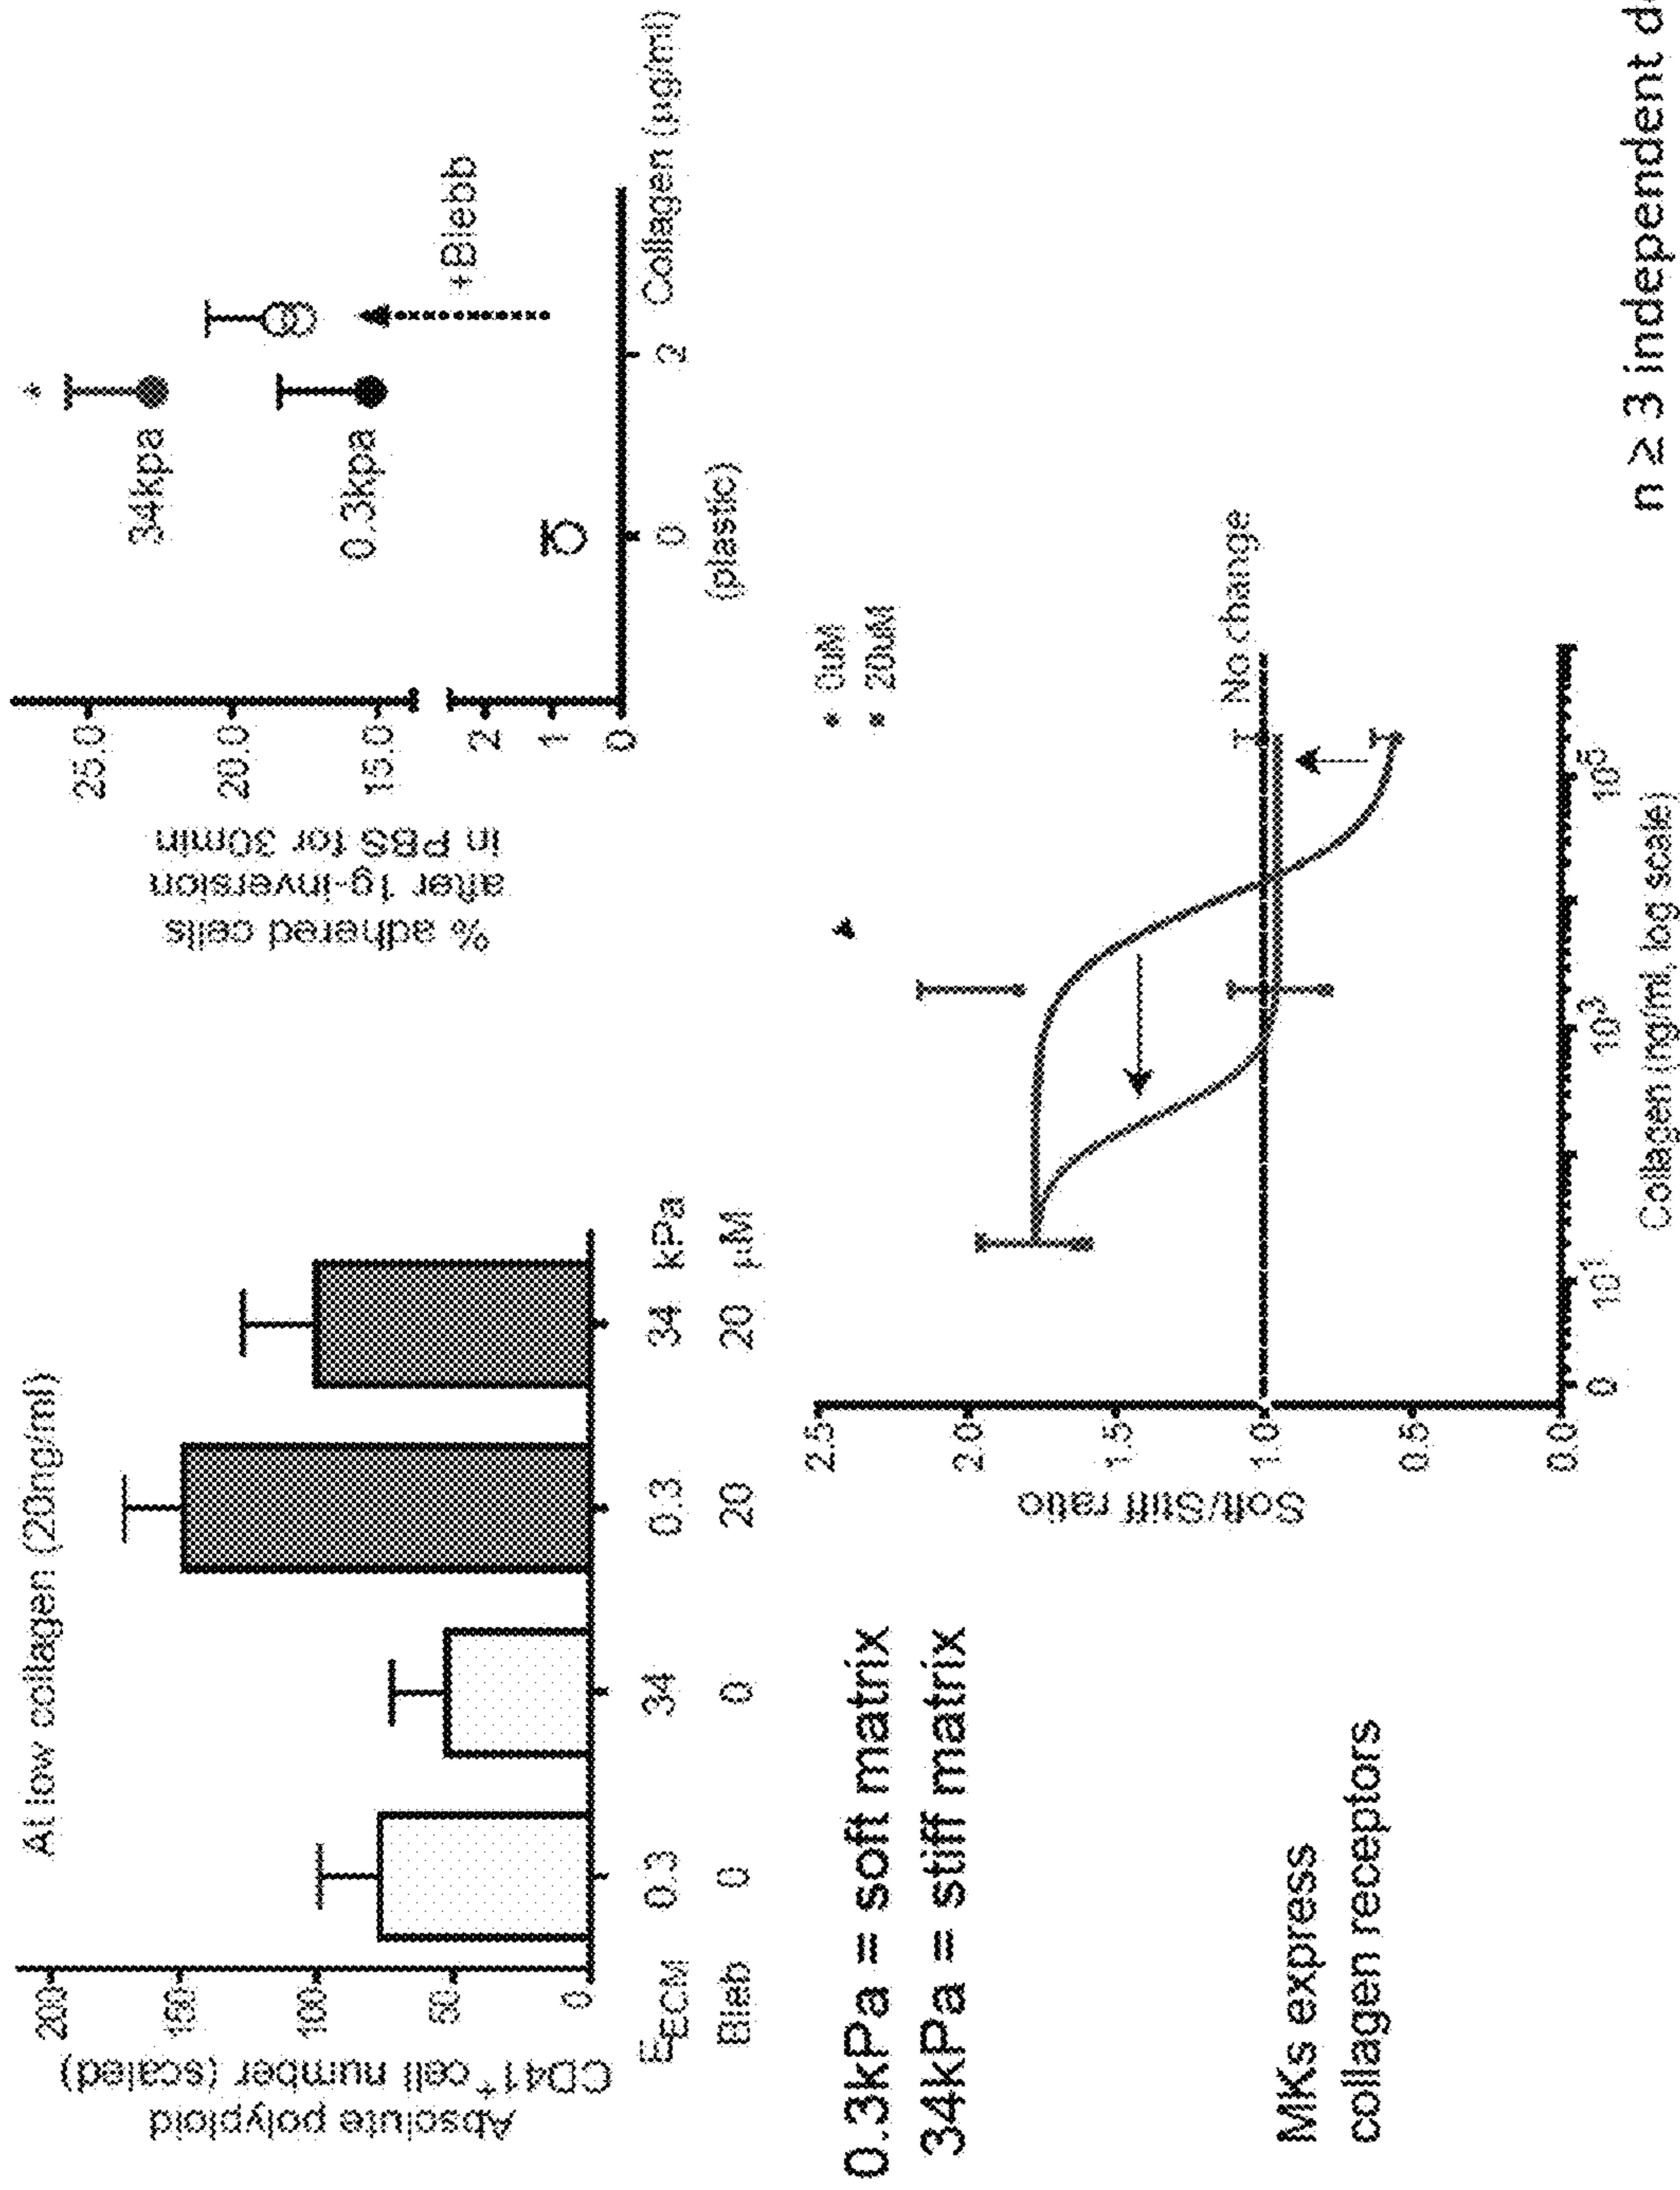 At low collagen (20ng/ml)
Absolute polyploid
CD41+ cell number (scaled)
200
150
100
50
0
E ECM 0.3 34 0.3 34 kPa
Blab 0 0 20 20 µM
% adhered cells
after 1g-inversion
in PBS for 30min
25.0
20.0
15.0
2
1
0
*
34kpa
0.3kpa
+Blebb
0 2 Collagen (µg/ml)
(plastic)
0.3kPa = soft matrix
34kPa = stiff matrix
MKs express
collagen receptors
Soft/Stiff ratio
2.5
2.0
1.5
1.0
0.5
0.0
0uM
20uM
No change
0 10¹ 10³ 10⁵
Collagen (ng/ml, log scale)
n ≥ 3 independent d